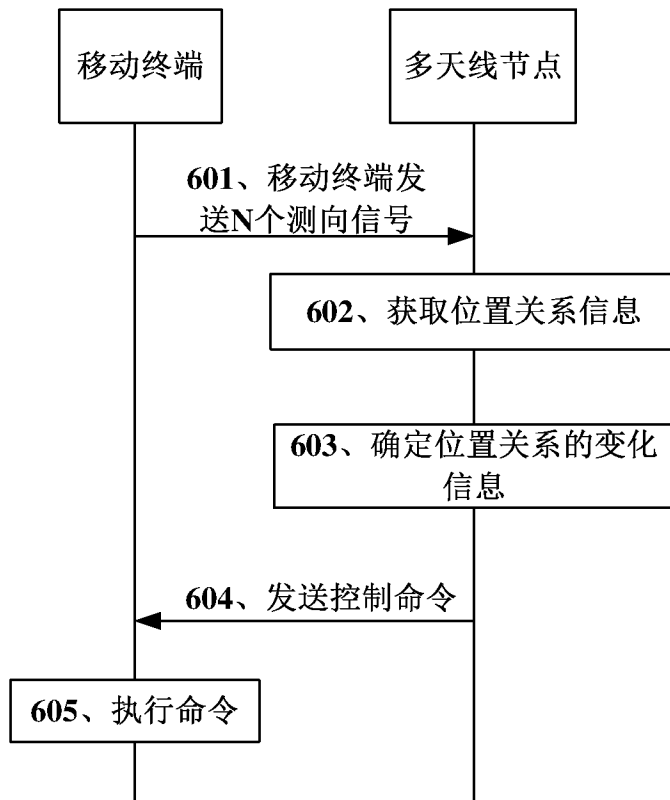 移动终端
多天线节点
601、移动终端发
送N个测向信号
602、获取位置关系信息
603、确定位置关系的变化
信息
604、发送控制命令
605、执行命令